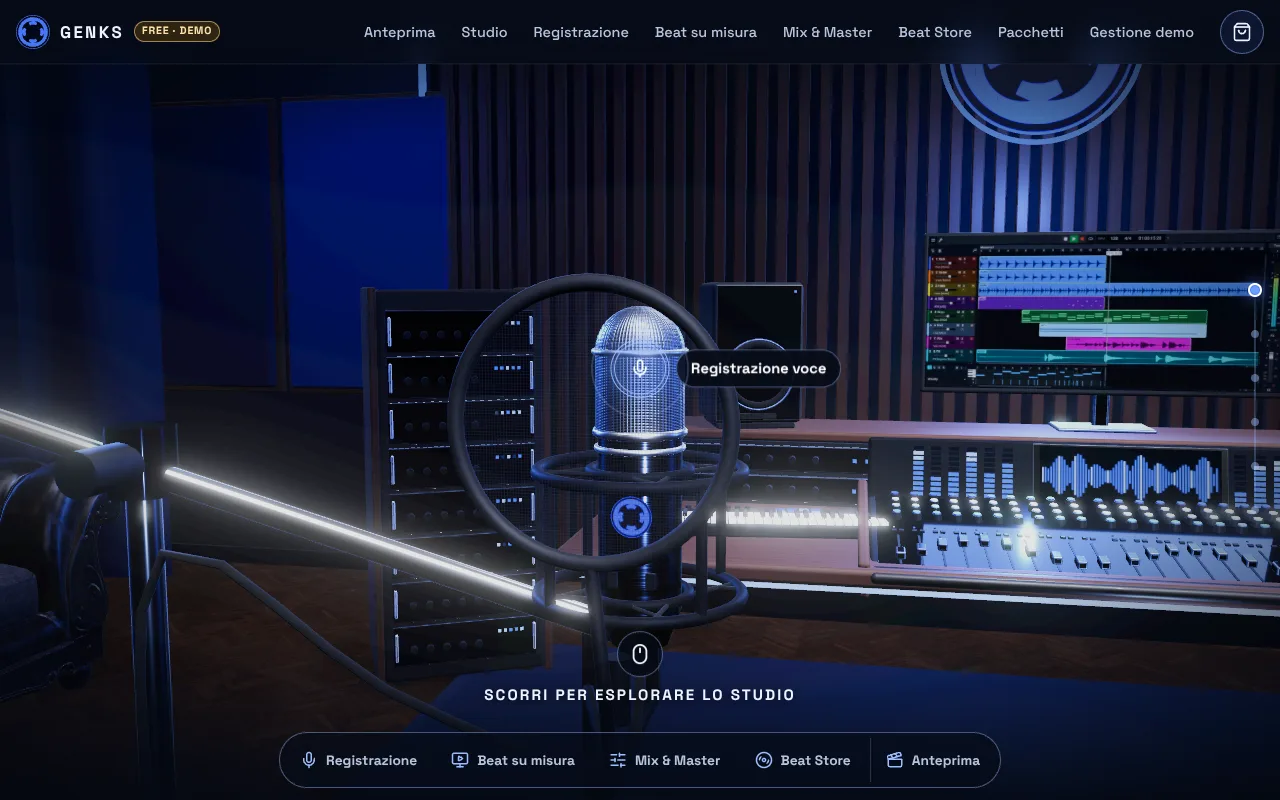 GENKS
FREE · DEMO
Anteprima
Studio
Registrazione
Beat su misura
Mix & Master
Beat Store
Pacchetti
Gestione demo
Registrazione voce
SCORRI PER ESPLORARE LO STUDIO
Registrazione
Beat su misura
Mix & Master
Beat Store
Anteprima